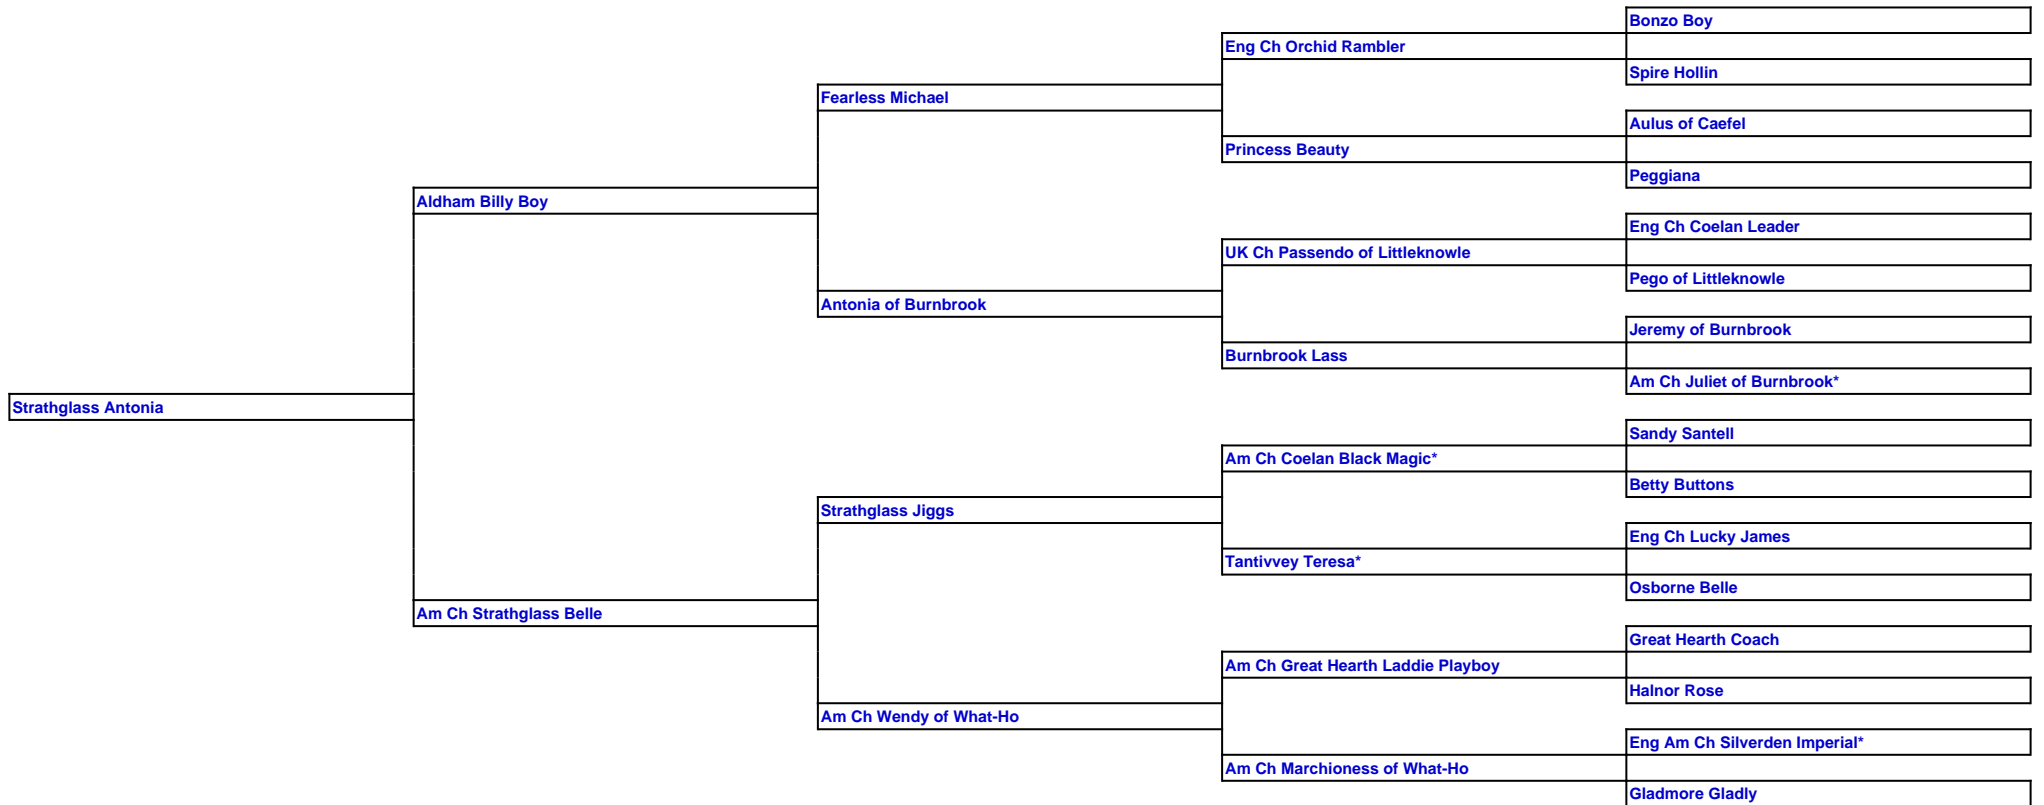 Bonzo Boy
Eng Ch Orchid Rambler
Spire Hollin
Fearless Michael
Aulus of Caefel
Princess Beauty
Peggiana
Aldham Billy Boy
Eng Ch Coelan Leader
UK Ch Passendo of Littleknowle
Pego of Littleknowle
Antonia of Burnbrook
Jeremy of Burnbrook
Burnbrook Lass
Am Ch Juliet of Burnbrook*
Strathglass Antonia
Sandy Santell
Am Ch Coelan Black Magic*
Betty Buttons
Strathglass Jiggs
Eng Ch Lucky James
Tantivvey Teresa*
Osborne Belle
Am Ch Strathglass Belle
Great Hearth Coach
Am Ch Great Hearth Laddie Playboy
Halnor Rose
Am Ch Wendy of What-Ho
Eng Am Ch Silverden Imperial*
Am Ch Marchioness of What-Ho
Gladmore Gladly